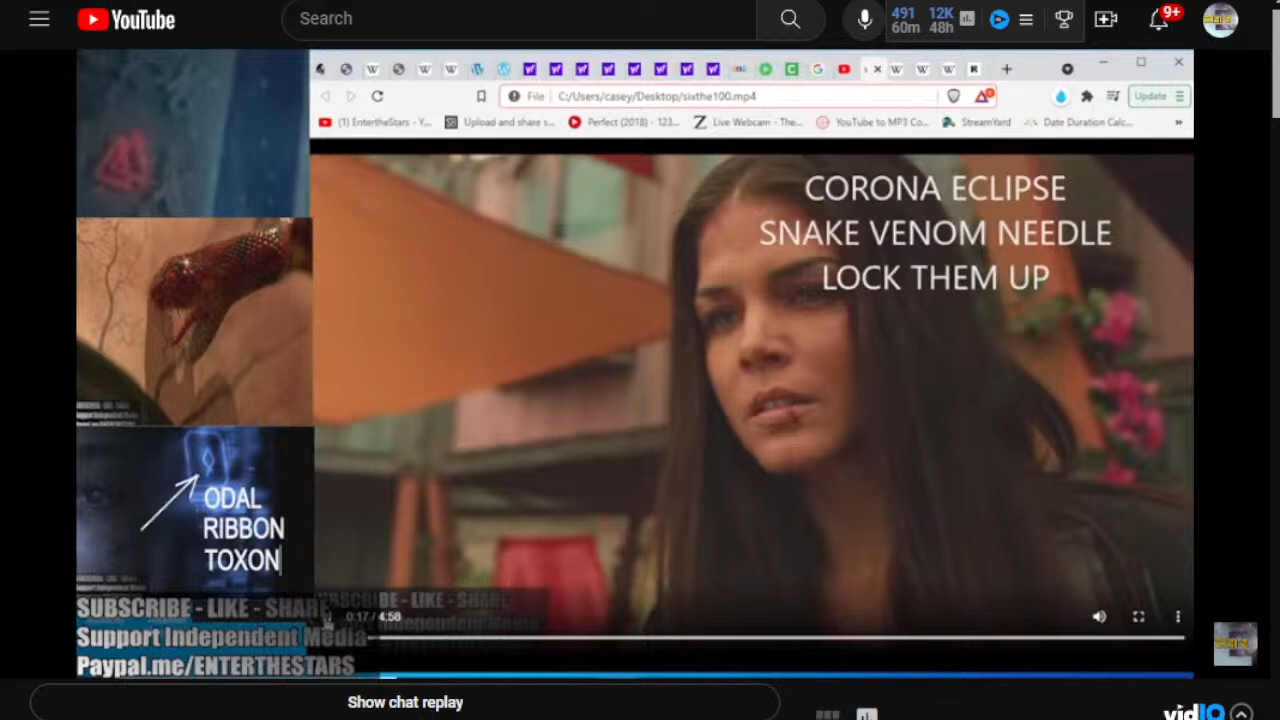 YouTube
Search
491 12K
60m 48h
9+
File C:/Users/casey/Desktop/sixthe100.mp4
Update
(1) EntertheStars - Y...
Upload and share s...
Perfect (2018) - 123...
Live Webcam - The...
YouTube to MP3 Co...
StreamYard
Date Duration Calc...
»
CORONA ECLIPSE
SNAKE VENOM NEEDLE
LOCK THEM UP
ODAL
RIBBON
TOXON
SUBSCRIBE - LIKE - SHARE
Support Independent Media
Paypal.me/ENTERTHESTARS
0:17 / 4:58
Show chat replay
vidIQ